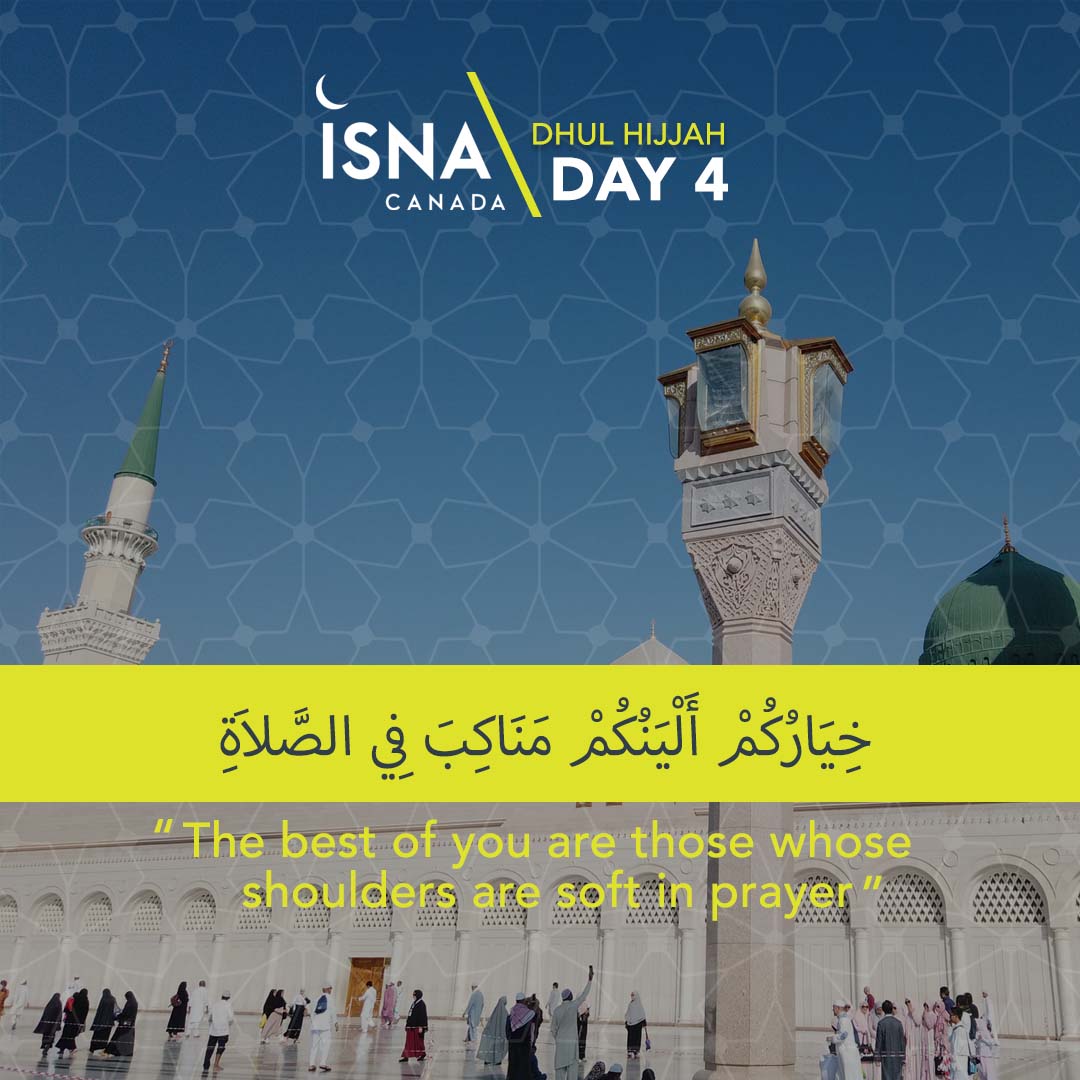 ISNA
CANADA
DHUL HIJJAH
DAY 4
خِيَارُكُمْ أَلْيَنُكُمْ مَنَاكِبَ فِي الصَّلاَةِ
“The best of you are those whose
shoulders are soft in prayer”